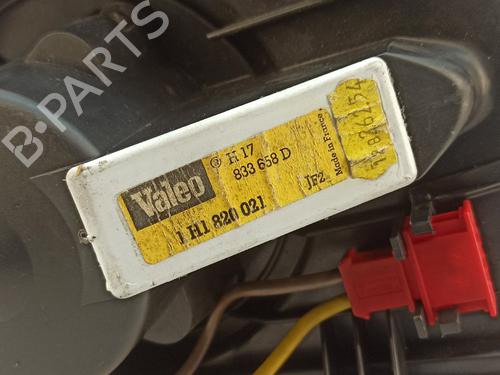 B-PARTS
Valeo
H 17
833 658 D
1H1 820 021
JF2
Made in France